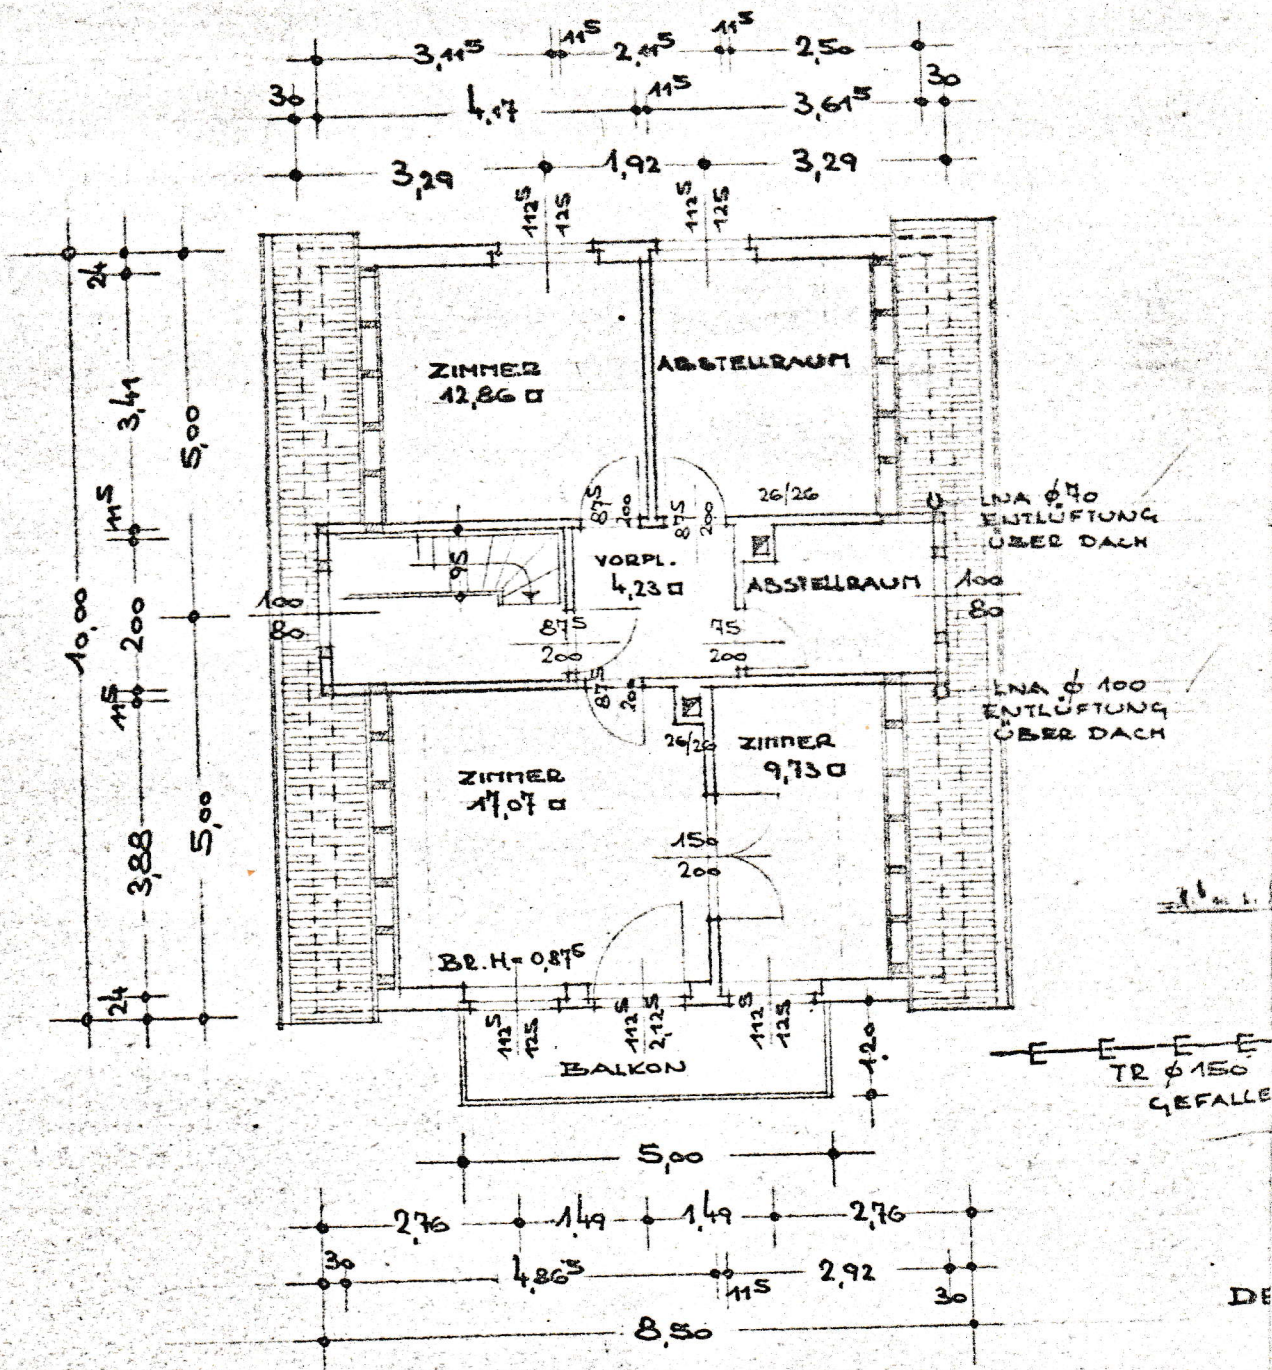 3,11⁵ 11⁵ 2,11⁵ 11⁵ 2,50
30 4,17 11⁵ 3,61⁵ 30
3,29 1,92 3,29
112⁵
125
112⁵
125
24
3,41
11⁵
200
11⁵
3,88
24
5,00
5,00
10,00
ZIMMER
12,86 □
ABSTELLRAUM
87⁵
200
87⁵
200
26/26
LNA ϕ 70
ENTLÜFTUNG
ÜBER DACH
95
VORPL.
4,23 □
ABSTELLRAUM
100
80
100
80
87⁵
200
75
200
87⁵
200
LNA ϕ 100
ENTLÜFTUNG
ÜBER DACH
26/26
ZIMMER
9,73 □
ZIMMER
17,07 □
150
200
BR.H = 0,87⁵
112⁵
125
112⁵
2,12⁵
112⁵
125
BALKON
1,20
TR ϕ 150
GEFÄLLE
5,00
2,76 1,49 1,49 2,76
30 4,86⁵ 11⁵ 2,92 30
8,50
DE